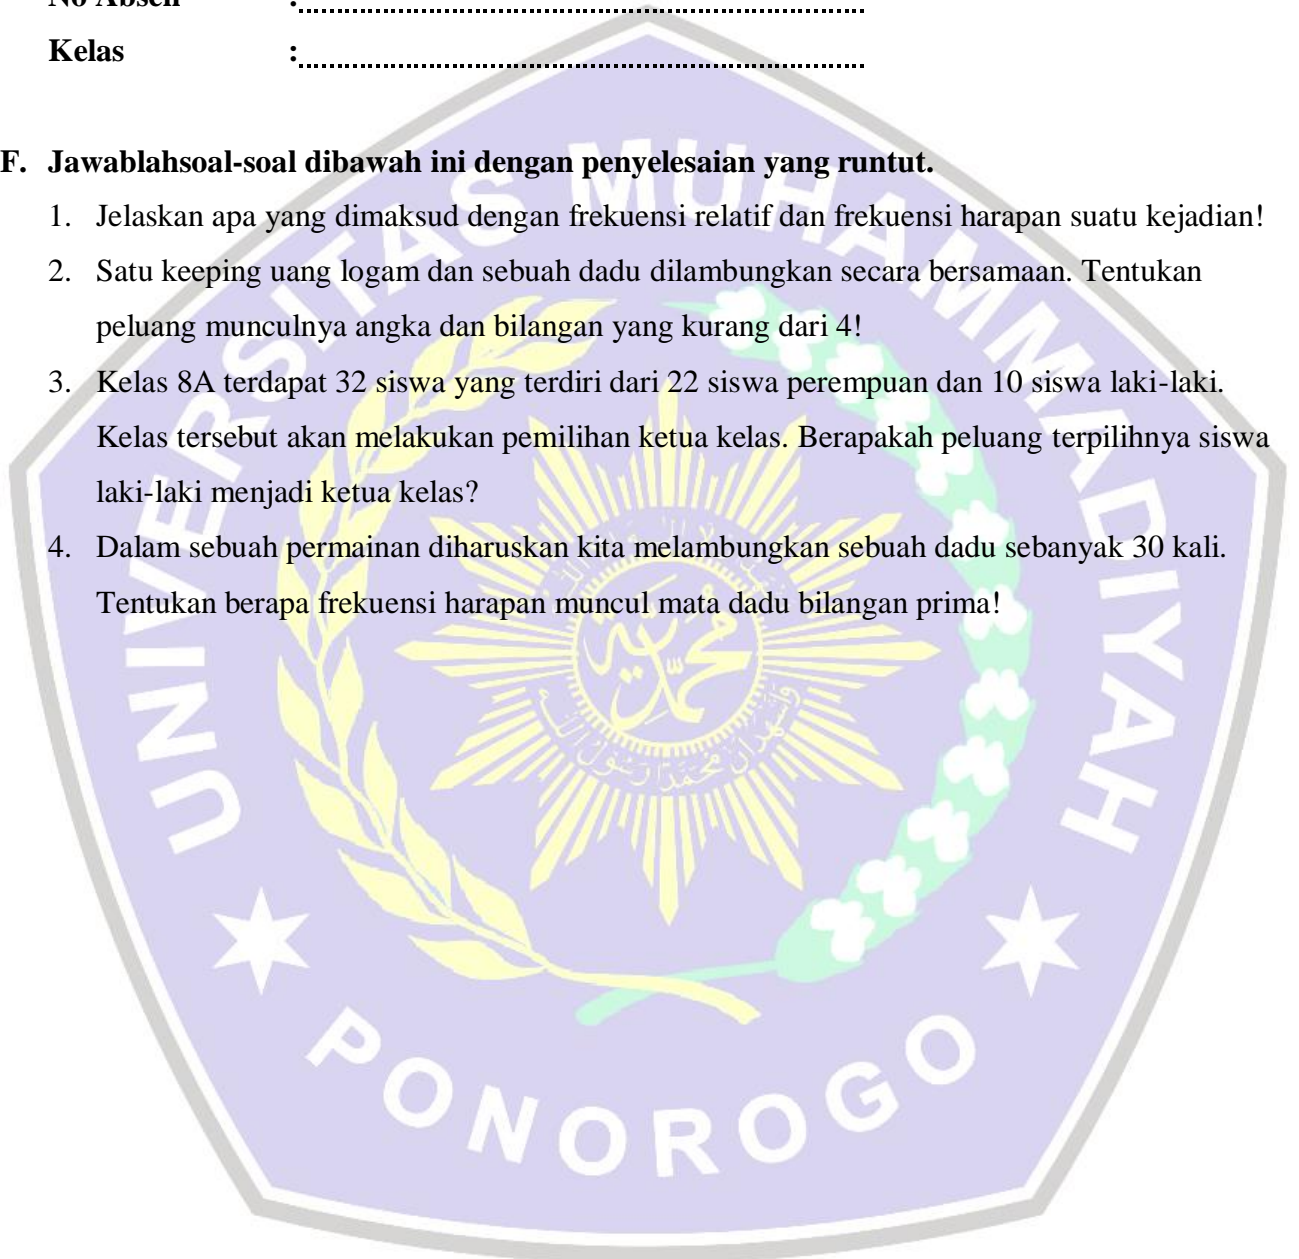 No Absen :
Kelas :
F. Jawablahsoal-soal dibawah ini dengan penyelesaian yang runtut.
1. Jelaskan apa yang dimaksud dengan frekuensi relatif dan frekuensi harapan suatu kejadian!
2. Satu keeping uang logam dan sebuah dadu dilambungkan secara bersamaan. Tentukan
peluang munculnya angka dan bilangan yang kurang dari 4!
3. Kelas 8A terdapat 32 siswa yang terdiri dari 22 siswa perempuan dan 10 siswa laki-laki.
Kelas tersebut akan melakukan pemilihan ketua kelas. Berapakah peluang terpilihnya siswa
laki-laki menjadi ketua kelas?
4. Dalam sebuah permainan diharuskan kita melambungkan sebuah dadu sebanyak 30 kali.
Tentukan berapa frekuensi harapan muncul mata dadu bilangan prima!
UNIVERSITAS MUHAMMADIYAH
PONOROGO